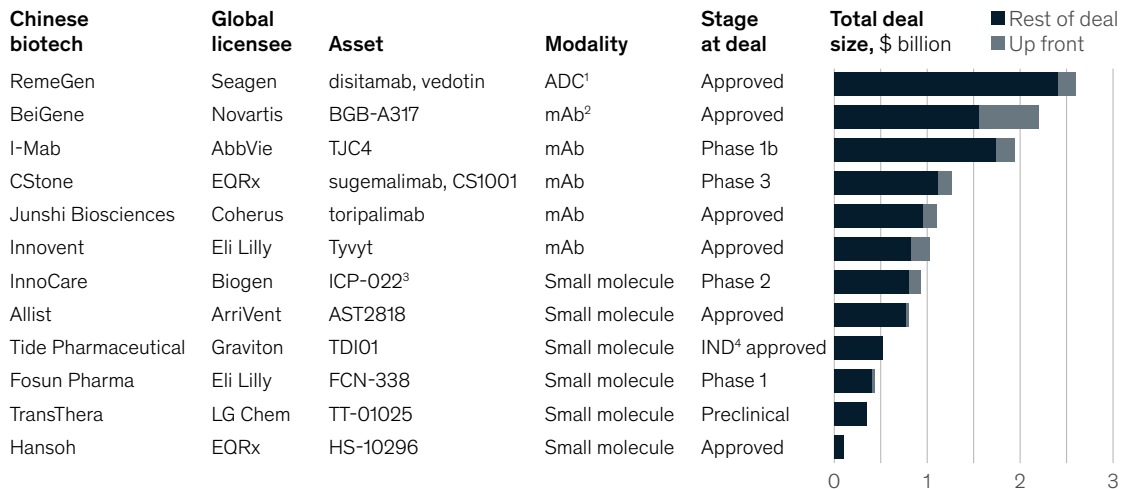 Chinese biotech Global licensee Asset Modality Stage at deal Total deal size, $ billion Rest of deal Up front
RemeGen Seagen disitamab, vedotin ADC¹ Approved
BeiGene Novartis BGB-A317 mAb² Approved
I-Mab AbbVie TJC4 mAb Phase 1b
CStone EQRx sugemalimab, CS1001 mAb Phase 3
Junshi Biosciences Coherus toripalimab mAb Approved
Innovent Eli Lilly Tyvyt mAb Approved
InnoCare Biogen ICP-022³ Small molecule Phase 2
Allist ArriVent AST2818 Small molecule Approved
Tide Pharmaceutical Graviton TDI01 Small molecule IND⁴ approved
Fosun Pharma Eli Lilly FCN-338 Small molecule Phase 1
TransThera LG Chem TT-01025 Small molecule Preclinical
Hansoh EQRx HS-10296 Small molecule Approved
0 1 2 3